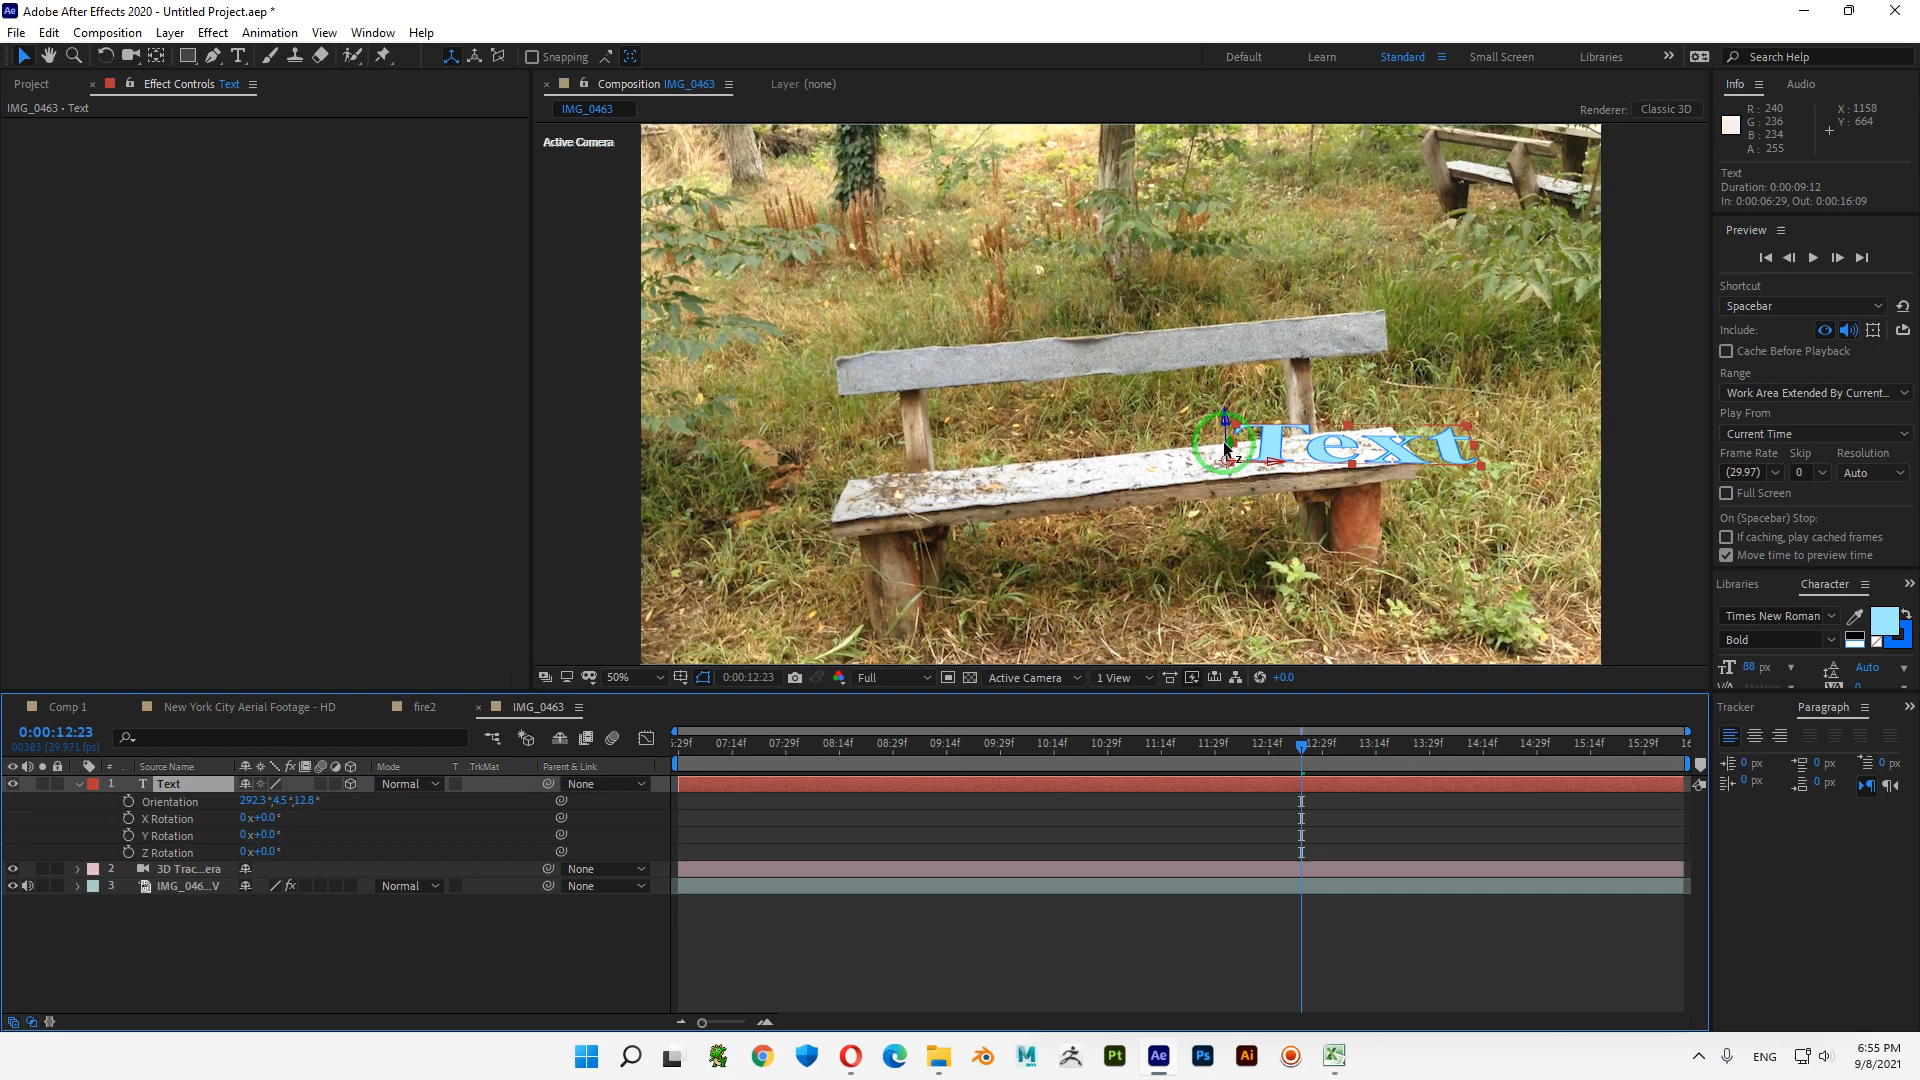 Adobe After Effects 2020 - Untitled Project.aep *
File Edit Composition Layer Effect Animation View Window Help
Snapping
Default Learn Standard Small Screen Libraries
Search Help
Project
Effect Controls Text
IMG_0463 • Text
Composition IMG_0463
Layer (none)
IMG_0463
Renderer: Classic 3D
Active Camera
Text
50%
0:00:12:23
Full
Active Camera
1 View
+0.0
Info Audio
R: 240
G: 236
B: 234
A: 255
X: 1158
Y: 664
Text
Duration: 0:00:09:12
In: 0:00:06:29, Out: 0:00:16:09
Preview
Shortcut
Spacebar
Include:
Cache Before Playback
Range
Work Area Extended By Current...
Play From
Current Time
Frame Rate Skip Resolution
(29.97) 0 Auto
Full Screen
On (Spacebar) Stop:
If caching, play cached frames
Move time to preview time
Libraries Character
Times New Roman
Bold
88 px Auto
Tracker Paragraph
0 px 0 px 0 px
0 px 0 px
Comp 1
New York City Aerial Footage - HD
fire2
IMG_0463
0:00:12:23
00383 (29.971 fps)
:29f 07:14f 07:29f 08:14f 08:29f 09:14f 09:29f 10:14f 10:29f 11:14f 11:29f 12:14f 12:29f 13:14f 13:29f 14:14f 14:29f 15:14f 15:29f 16
# Source Name Mode T .TrkMat Parent & Link
1 T Text Normal None
Orientation 292.3°,4.5°,12.8°
X Rotation 0x+0.0°
Y Rotation 0x+0.0°
Z Rotation 0x+0.0°
2 3D Trac...era None
3 IMG_046...V Normal None
ENG
6:55 PM
9/8/2021